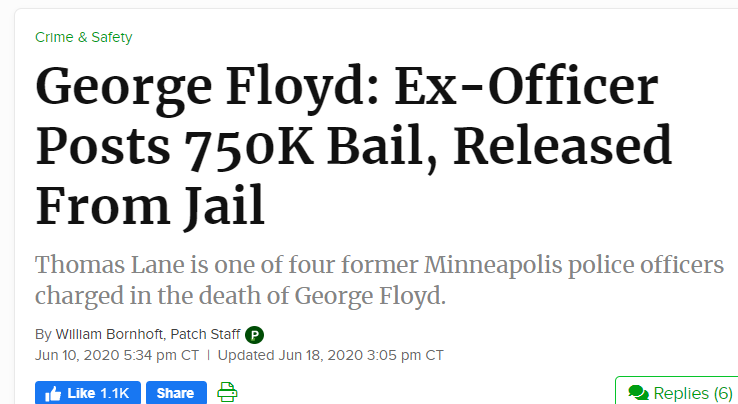 Crime & Safety
George Floyd: Ex-Officer
Posts 750K Bail, Released
From Jail
Thomas Lane is one of four former Minneapolis police officers
charged in the death of George Floyd.
By William Bornhoft, Patch Staff P
Jun 10, 2020 5:34 pm CT | Updated Jun 18, 2020 3:05 pm CT
Like 1.1K Share Replies (6)